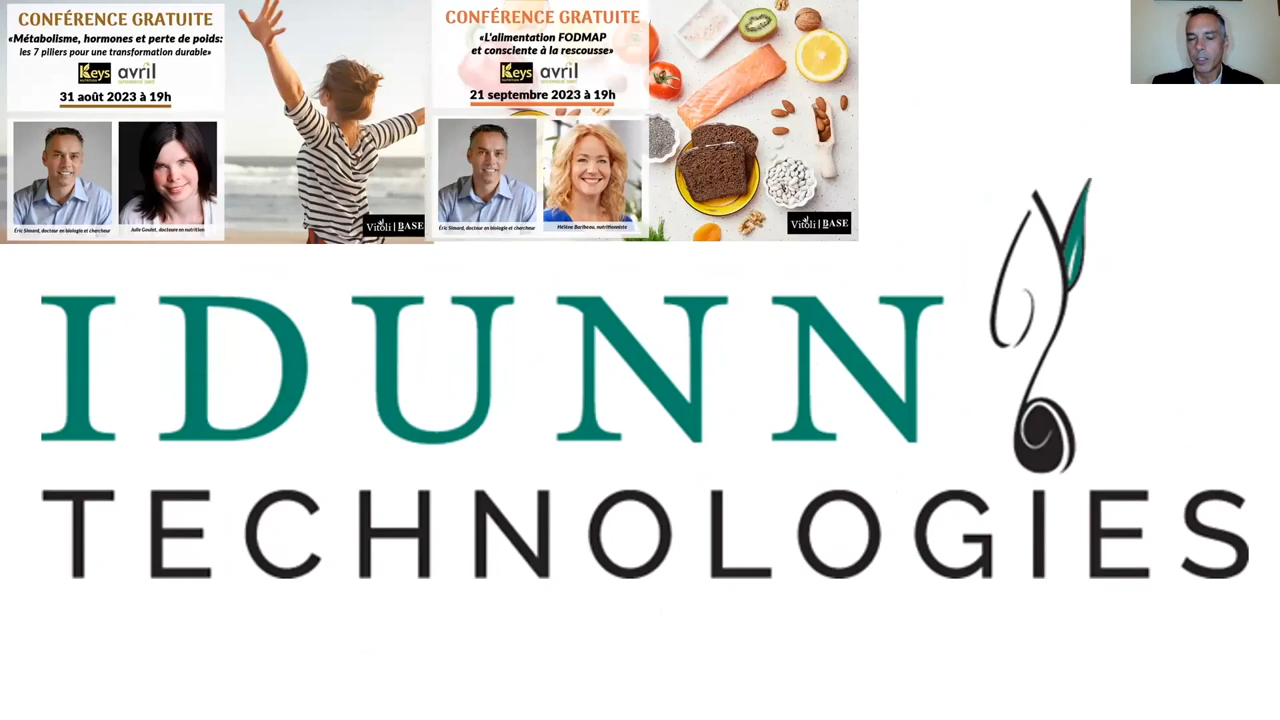 CONFÉRENCE GRATUITE
«Métabolisme, hormones et perte de poids:
les 7 piliers pour une transformation durable»
Keys avril
31 août 2023 à 19h
Éric Simard, docteur en biologie et chercheur
Julie Goulet, docteure en nutrition
Vitoli | BASE
CONFÉRENCE GRATUITE
«L'alimentation FODMAP
et consciente à la rescousse»
Keys avril
21 septembre 2023 à 19h
Éric Simard, docteur en biologie et chercheur
Hélène Baribeau, nutritionniste
Vitoli | BASE
IDUNN
TECHNOLOGIES